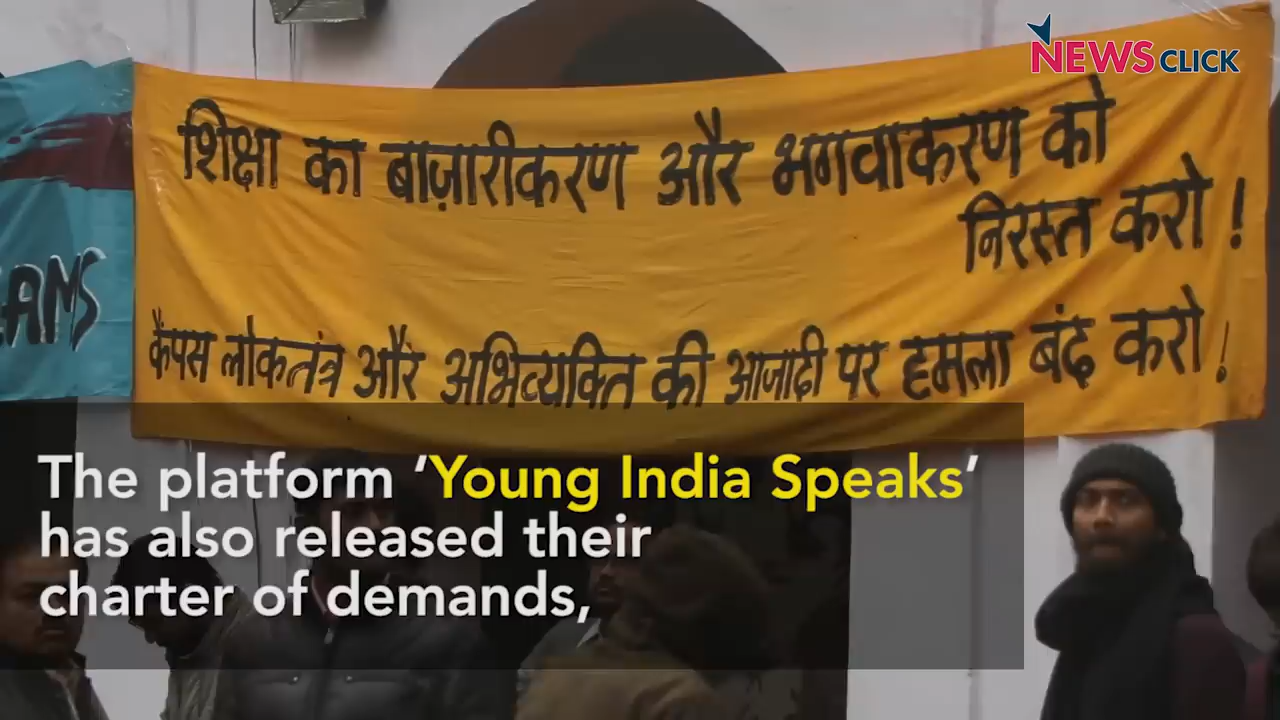 NEWSCLICK
शिक्षा का बाज़ारीकरण और भगवाकरण को
निरस्त करो !
EAMS
कैंपस लोकतंत्र और अभिव्यक्ति की आजादी पर हमला बंद करो !
The platform ‘Young India Speaks’
has also released their
charter of demands,